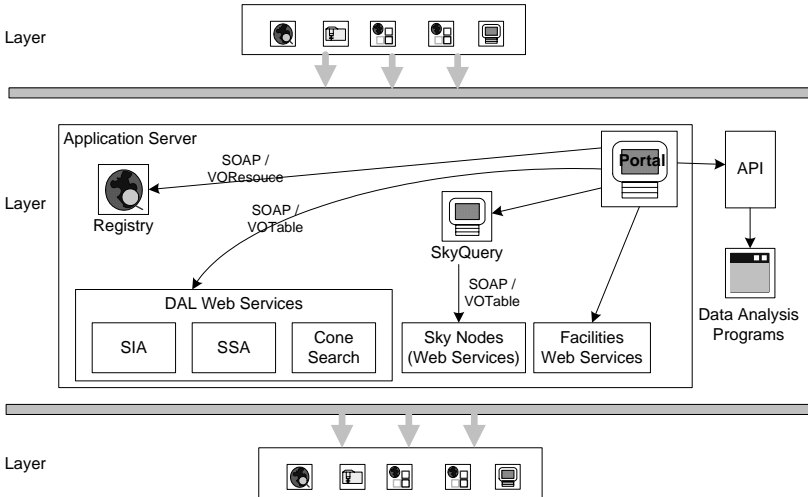 Layer
Application Server
SOAP /
VOResouce
Portal
API
Layer
Registry
SOAP /
VOTable
SkyQuery
SOAP /
VOTable
DAL Web Services
SIA
SSA
Cone
Search
Sky Nodes
(Web Services)
Facilities
Web Services
Data Analysis
Programs
Layer